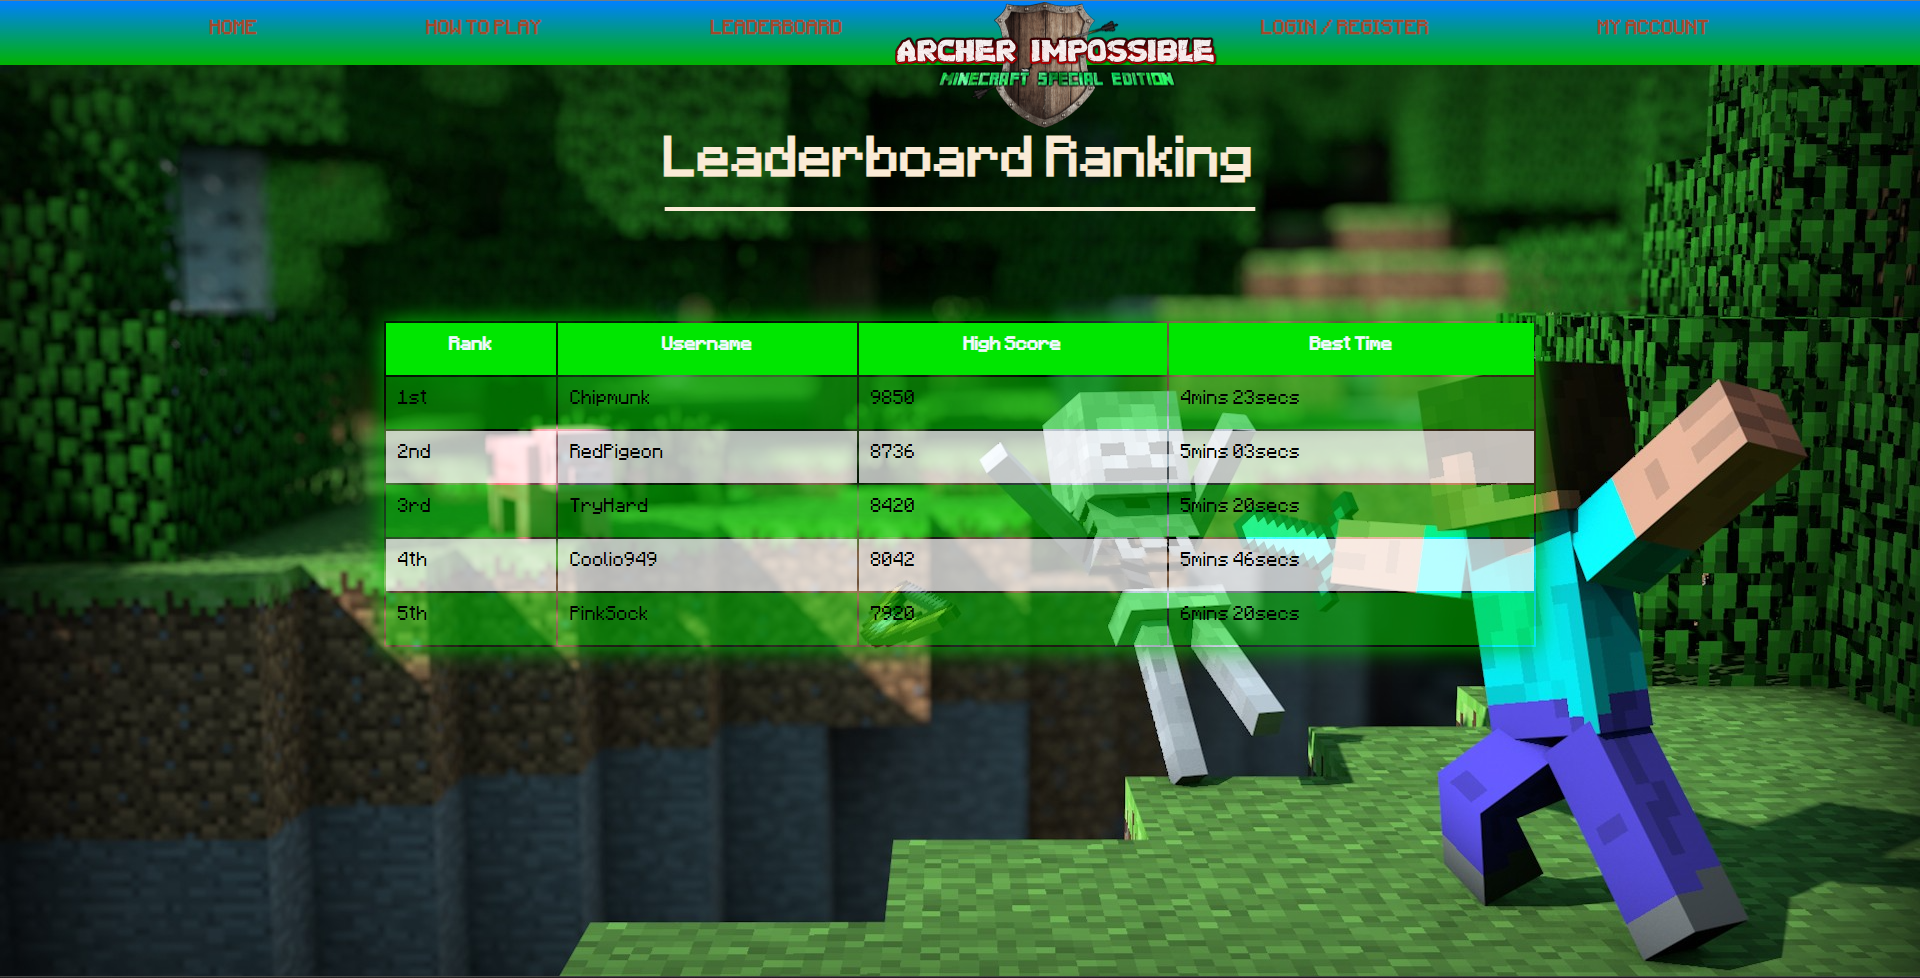 HOME HOW TO PLAY LEADERBOARD LOGIN / REGISTER MY ACCOUNT
ARCHER IMPOSSIBLE
MINECRAFT SPECIAL EDITION
Leaderboard Ranking
Rank Username High Score Best Time
1st Chipmunk 9850 4mins 23secs
2nd RedPigeon 8736 5mins 03secs
3rd TryHard 8420 5mins 20secs
4th Coolio949 8042 5mins 46secs
5th PinkSock 7920 6mins 20secs